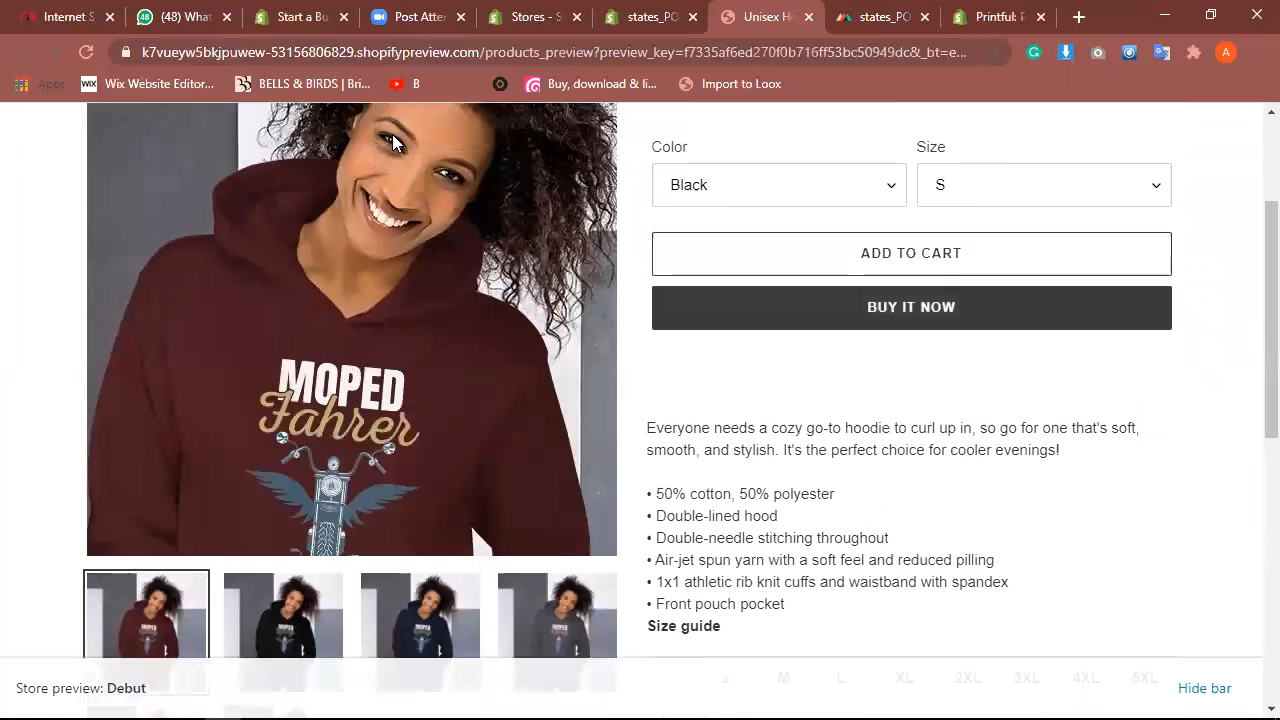 Internet S
(48) What
Start a Bu
Post Atter
Stores - S
states_PO
Unisex Ho
states_PO
Printful: P
k7vueyw5bkjpuwew-53156806829.shopifypreview.com/products_preview?preview_key=f7335af6ed270f0b716ff53bc50949dc&_bt=e...
A
Apps
WIX
Wix Website Editor...
BELLS & BIRDS | Bri...
B
Buy, download & li...
Import to Loox
Color
Size
Black
S
ADD TO CART
BUY IT NOW
MOPED
Fahrer
Everyone needs a cozy go-to hoodie to curl up in, so go for one that's soft,
smooth, and stylish. It's the perfect choice for cooler evenings!
• 50% cotton, 50% polyester
• Double-lined hood
• Double-needle stitching throughout
• Air-jet spun yarn with a soft feel and reduced pilling
• 1x1 athletic rib knit cuffs and waistband with spandex
• Front pouch pocket
Size guide
S M L XL 2XL 3XL 4XL 5XL
Store preview: Debut
Hide bar